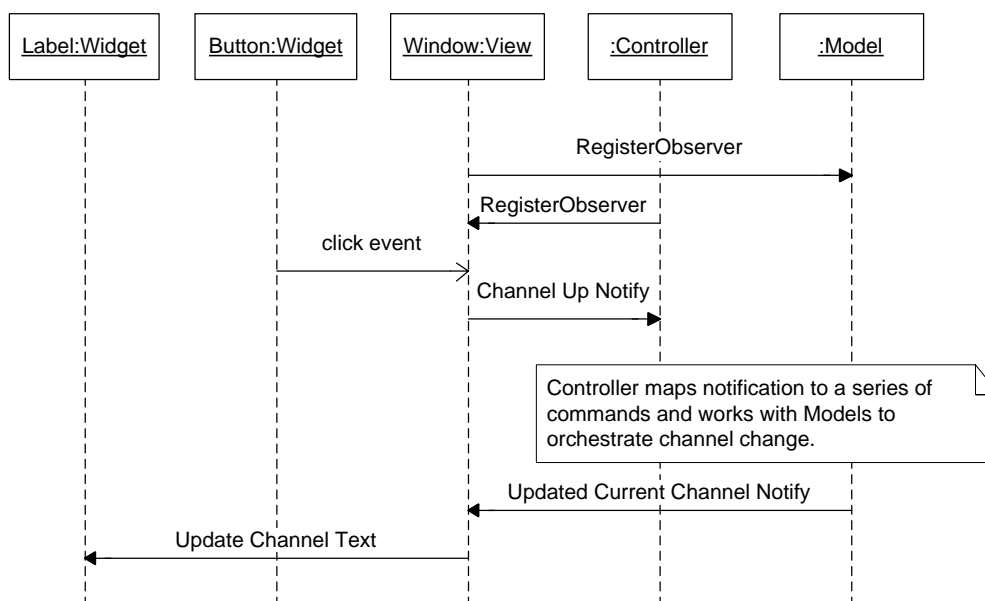 Label:Widget
Button:Widget
Window:View
:Controller
:Model
RegisterObserver
RegisterObserver
click event
Channel Up Notify
Controller maps notification to a series of
commands and works with Models to
orchestrate channel change.
Updated Current Channel Notify
Update Channel Text